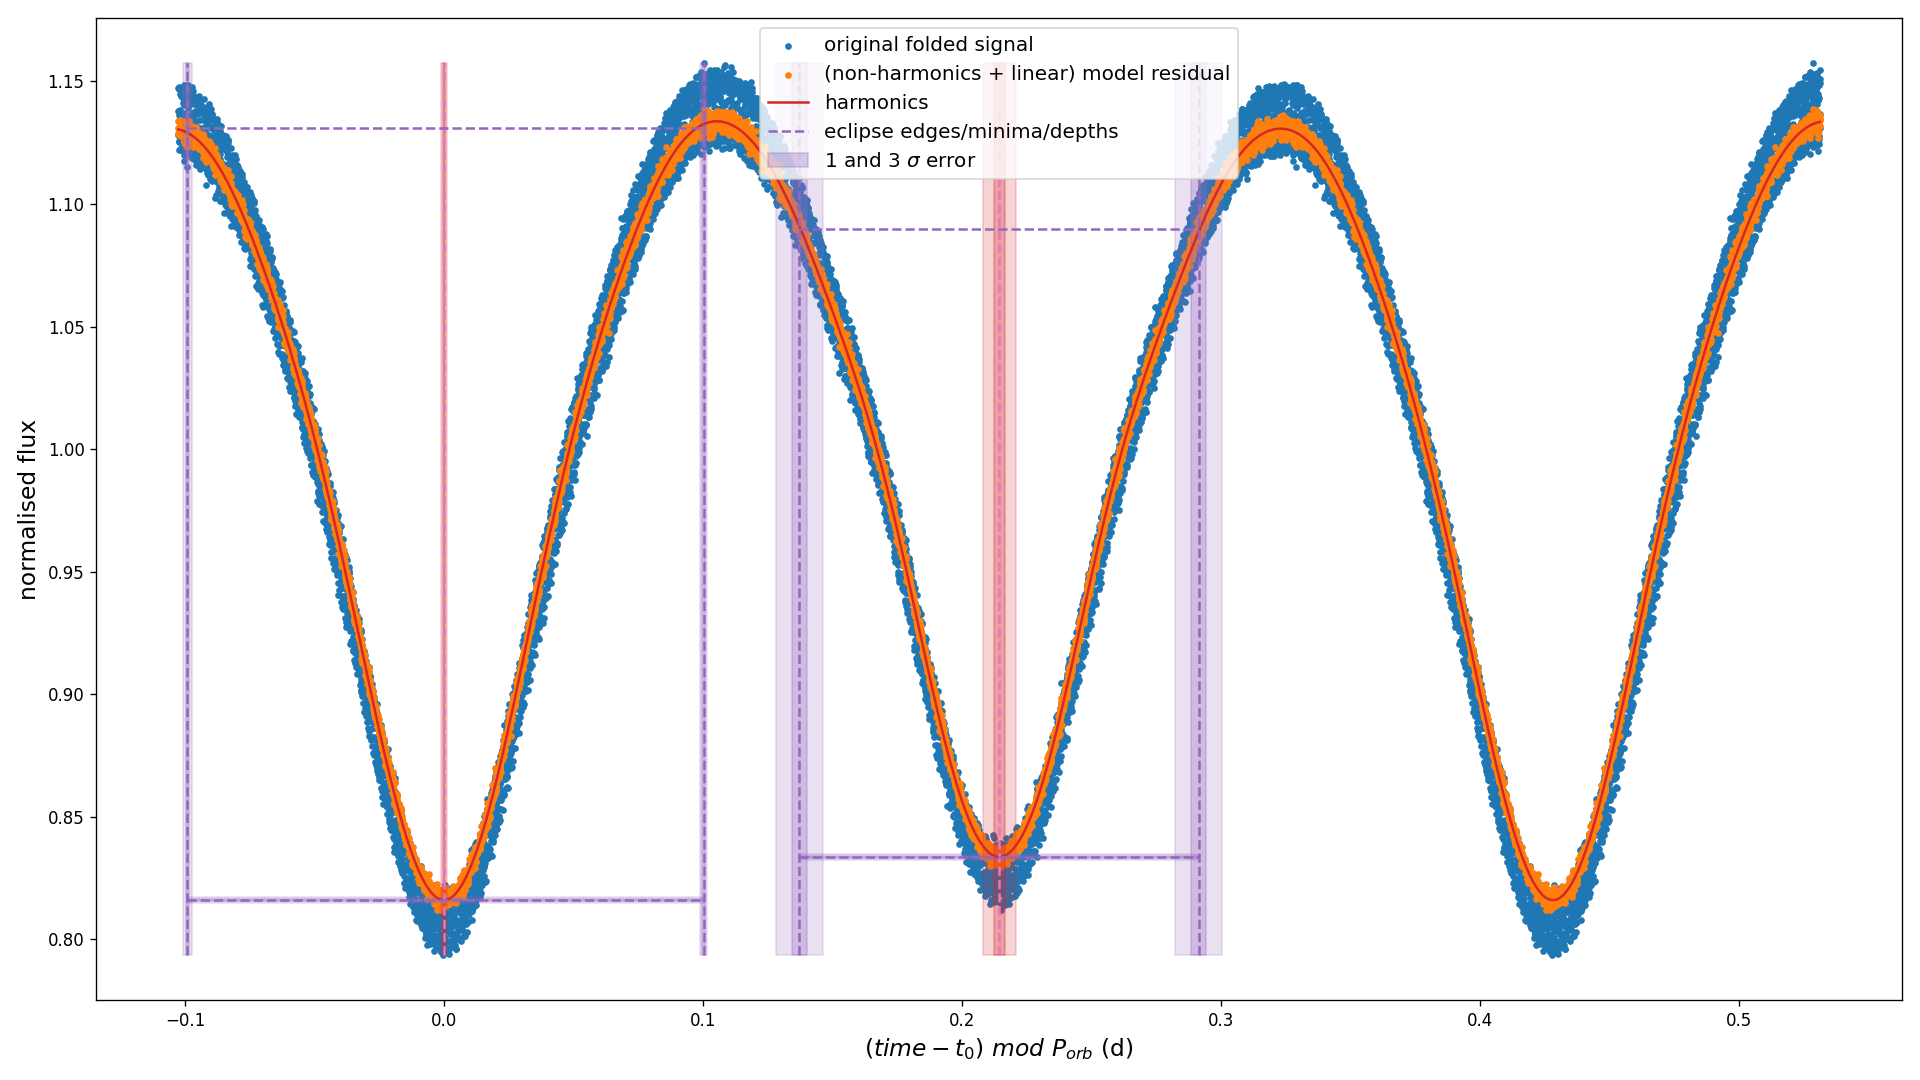 original folded signal
(non-harmonics + linear) model residual
harmonics
eclipse edges/minima/depths
1 and 3 σ error
normalised flux
1.15
1.10
1.05
1.00
0.95
0.90
0.85
0.80
−0.1 0.0 0.1 0.2 0.3 0.4 0.5
(time − t₀) mod Pₒᵣb (d)